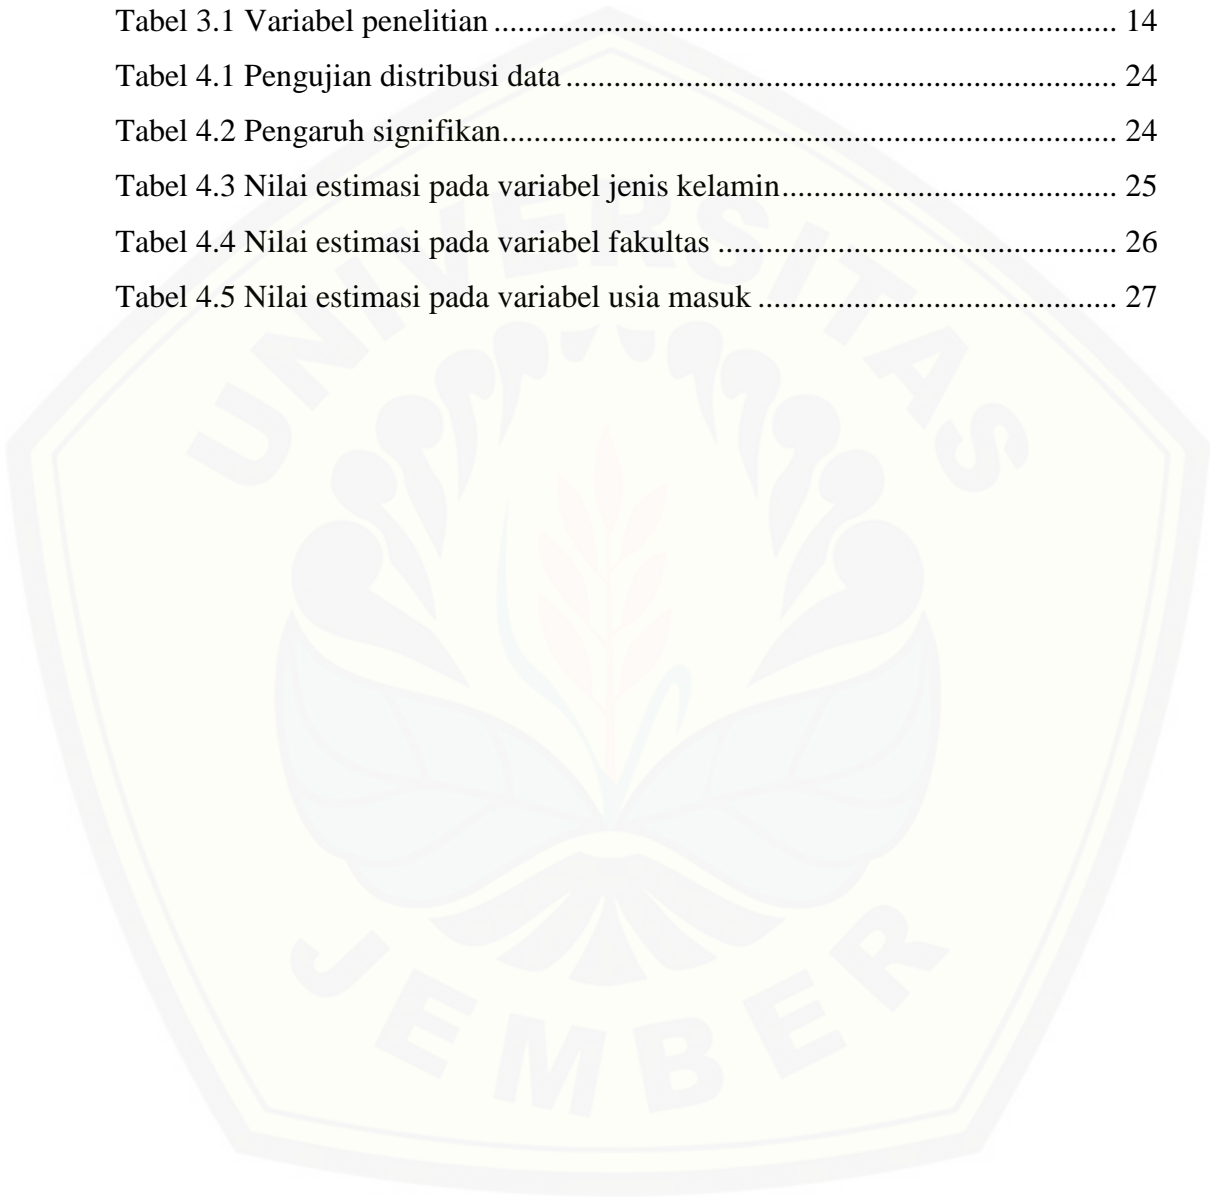 Tabel 3.1 Variabel penelitian .............................................................................. 14
Tabel 4.1 Pengujian distribusi data ..................................................................... 24
Tabel 4.2 Pengaruh signifikan............................................................................. 24
Tabel 4.3 Nilai estimasi pada variabel jenis kelamin.......................................... 25
Tabel 4.4 Nilai estimasi pada variabel fakultas .................................................. 26
Tabel 4.5 Nilai estimasi pada variabel usia masuk ............................................. 27
UNIVERSITAS
JEMBER